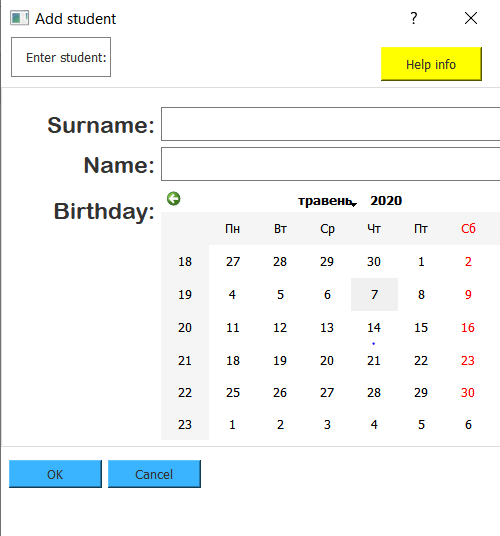 Add student ?
Enter student:
Help info
Surname:
Name:
Birthday:
травень 2020
Пн Вт Ср Чт Пт Сб
18 27 28 29 30 1 2
19 4 5 6 7 8 9
20 11 12 13 14 15 16
21 18 19 20 21 22 23
22 25 26 27 28 29 30
23 1 2 3 4 5 6
OK Cancel